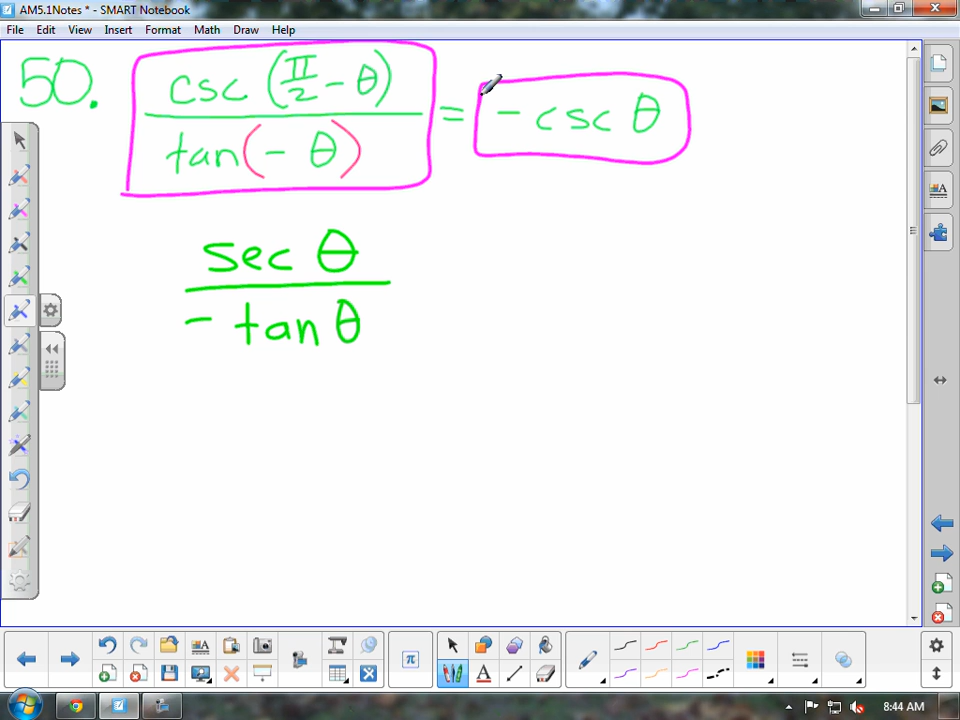 AM5.1Notes * - SMART Notebook
File Edit View Insert Format Math Draw Help
50. csc (π/2 - θ) / tan (- θ) = - csc θ
sec θ
- tan θ
π
A
8:44 AM